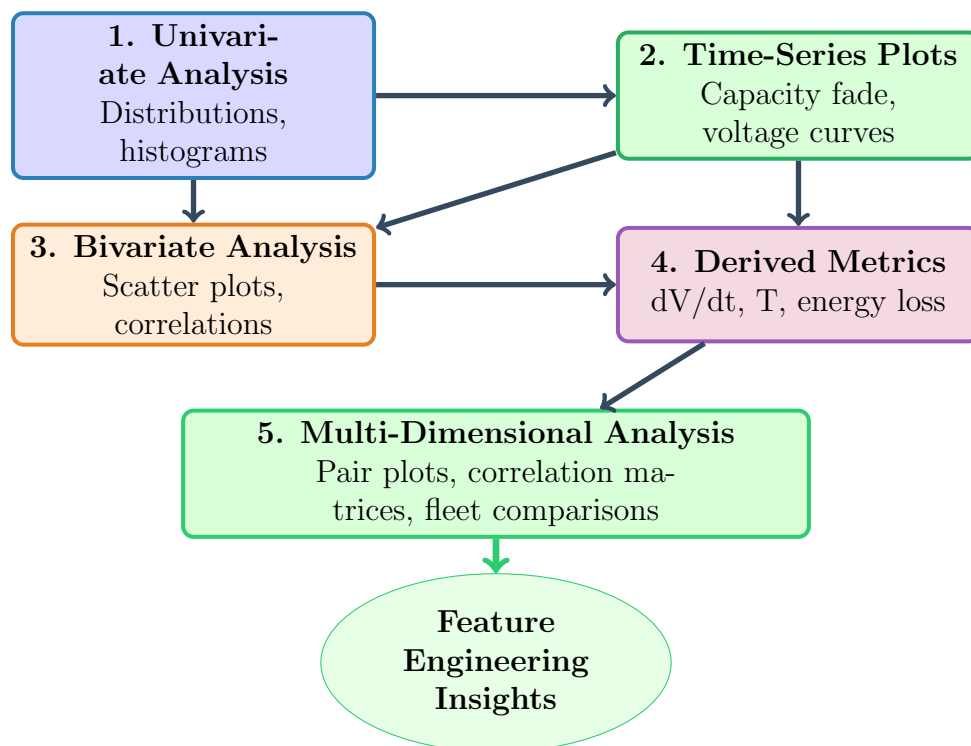 1. Univari-
ate Analysis
Distributions,
histograms
2. Time-Series Plots
Capacity fade,
voltage curves
3. Bivariate Analysis
Scatter plots,
correlations
4. Derived Metrics
dV/dt, T, energy loss
5. Multi-Dimensional Analysis
Pair plots, correlation ma-
trices, fleet comparisons
Feature
Engineering
Insights